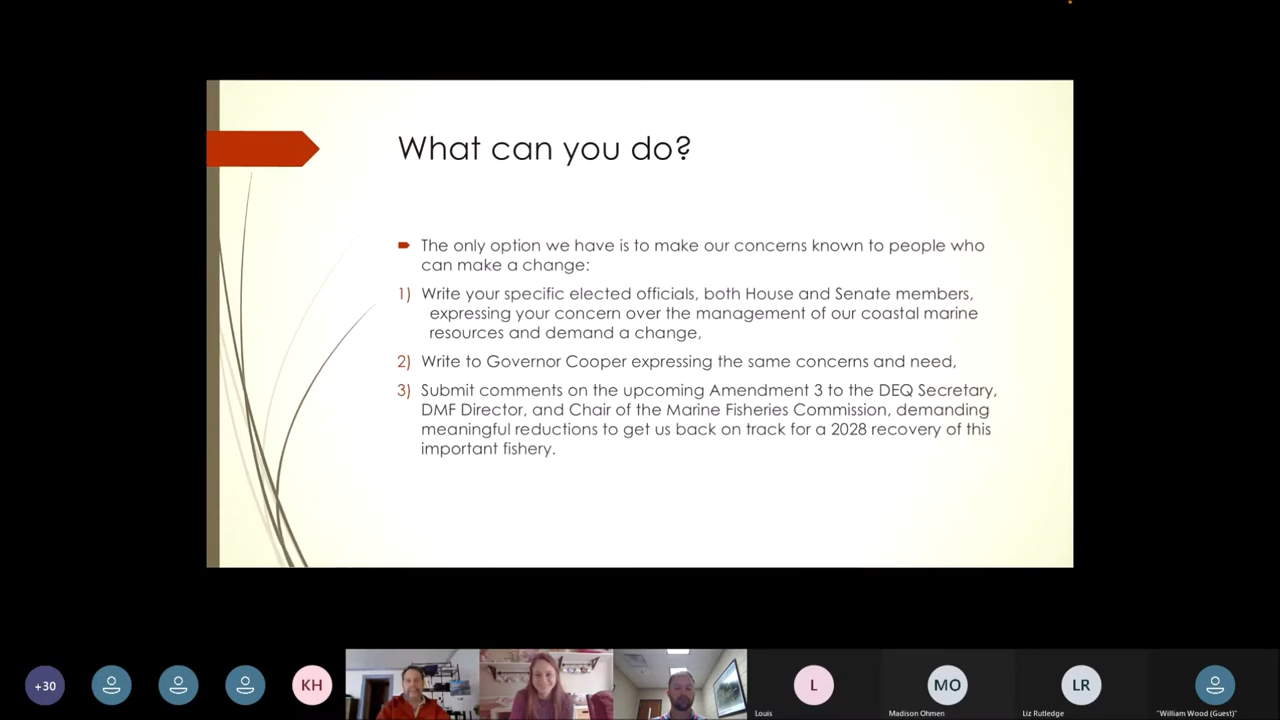 What can you do?
The only option we have is to make our concerns known to people who
can make a change:
1) Write your specific elected officials, both House and Senate members,
expressing your concern over the management of our coastal marine
resources and demand a change,
2) Write to Governor Cooper expressing the same concerns and need,
3) Submit comments on the upcoming Amendment 3 to the DEQ Secretary,
DMF Director, and Chair of the Marine Fisheries Commission, demanding
meaningful reductions to get us back on track for a 2028 recovery of this
important fishery.
+30
KH
L
MO
LR
Louis
Madison Ohmen
Liz Rutledge
"William Wood (Guest)"